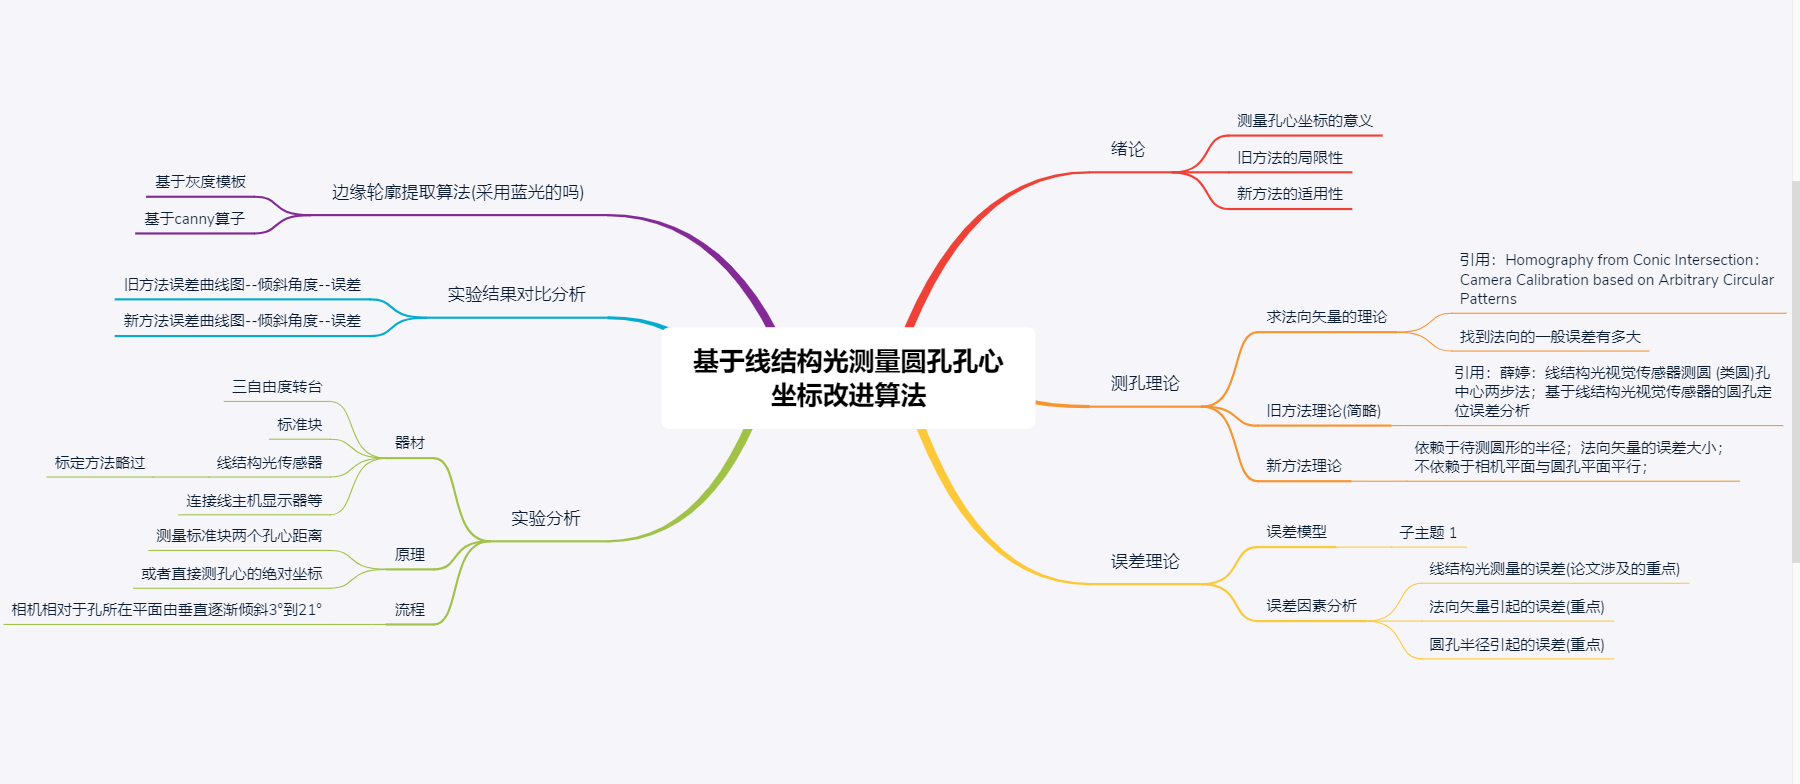 基于线结构光测量圆孔孔心
坐标改进算法
绪论
测量孔心坐标的意义
旧方法的局限性
新方法的适用性
测孔理论
求法向矢量的理论
引用：Homography from Conic Intersection：
Camera Calibration based on Arbitrary Circular
Patterns
找到法向的一般误差有多大
旧方法理论(简略)
引用：薛婷：线结构光视觉传感器测圆 (类圆)孔
中心两步法；基于线结构光视觉传感器的圆孔定
位误差分析
新方法理论
依赖于待测圆形的半径；法向矢量的误差大小；
不依赖于相机平面与圆孔平面平行；
误差理论
误差模型
子主题 1
误差因素分析
线结构光测量的误差(论文涉及的重点)
法向矢量引起的误差(重点)
圆孔半径引起的误差(重点)
边缘轮廓提取算法(采用蓝光的吗)
基于灰度模板
基于canny算子
实验结果对比分析
旧方法误差曲线图--倾斜角度--误差
新方法误差曲线图--倾斜角度--误差
实验分析
器材
三自由度转台
标准块
线结构光传感器
标定方法略过
连接线主机显示器等
原理
测量标准块两个孔心距离
或者直接测孔心的绝对坐标
流程
相机相对于孔所在平面由垂直逐渐倾斜3°到21°